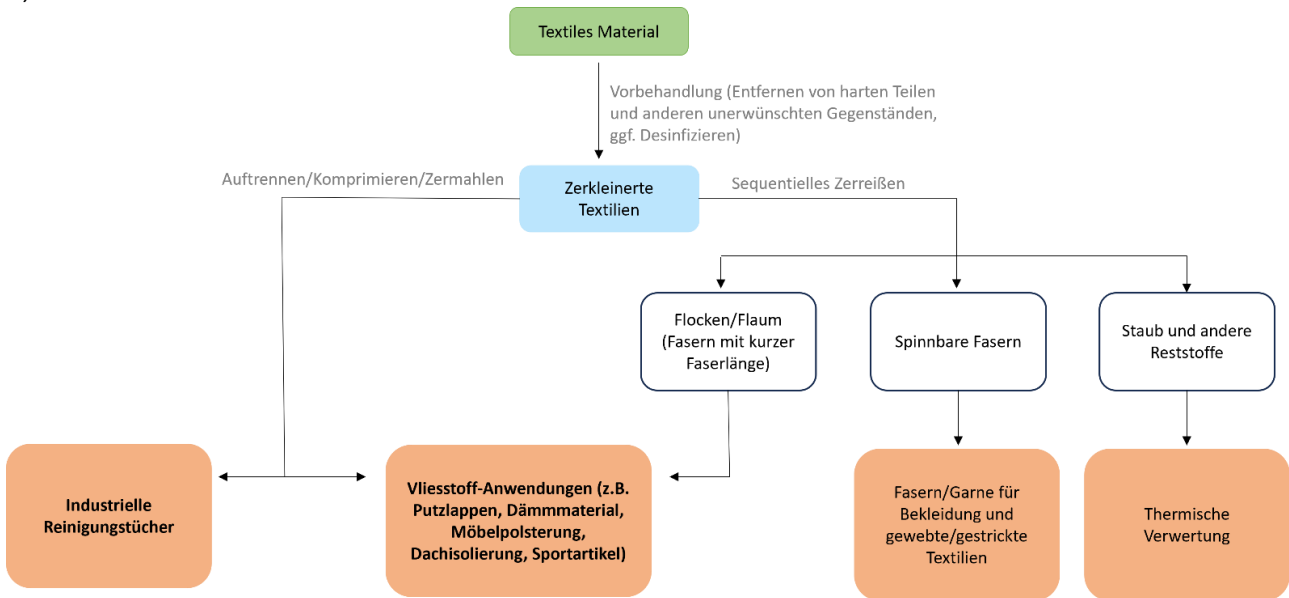 )
Textiles Material
Vorbehandlung (Entfernen von harten Teilen
und anderen unerwünschten Gegenständen,
ggf. Desinfizieren)
Auftrennen/Komprimieren/Zermahlen
Zerkleinerte
Textilien
Sequentielles Zerreißen
Flocken/Flaum
(Fasern mit kurzer
Faserlänge)
Spinnbare Fasern
Staub und andere
Reststoffe
Industrielle
Reinigungstücher
Vliesstoff-Anwendungen (z.B.
Putzlappen, Dämmmaterial,
Möbelpolsterung,
Dachisolierung, Sportartikel)
Fasern/Garne für
Bekleidung und
gewebte/gestrickte
Textilien
Thermische
Verwertung